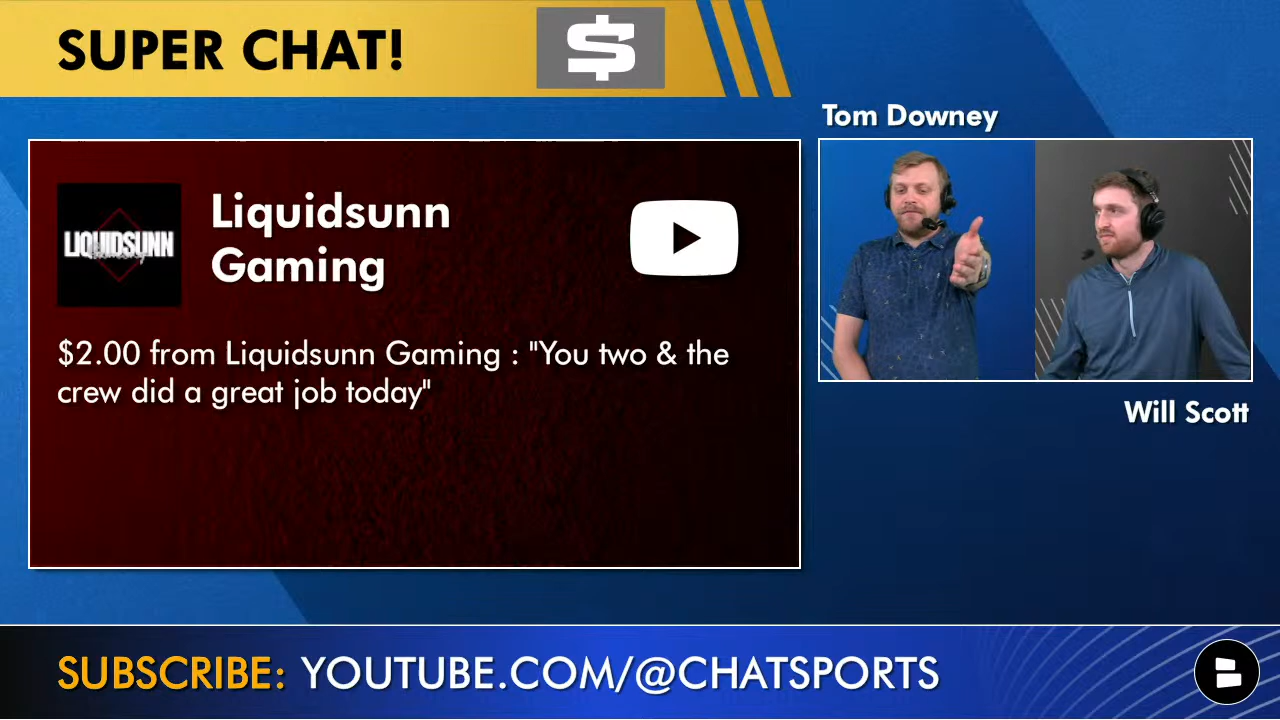 SUPER CHAT!
$
Tom Downey
LIQUIDSUNN
Liquidsunn
Gaming
$2.00 from Liquidsunn Gaming : "You two & the
crew did a great job today"
Will Scott
SUBSCRIBE: YOUTUBE.COM/@CHATSPORTS